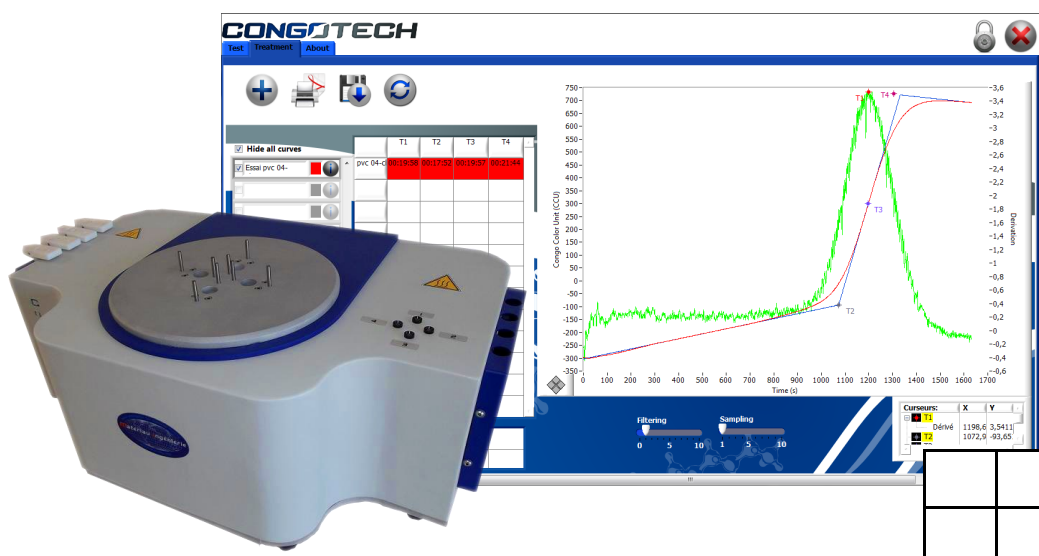 CONGOTECH
Test Treatment About
Hide all curves
T1 T2 T3 T4
Essai pvc 04-
pvc 04-d 00:19:58 00:17:52 00:19:57 00:21:44
Congo Color Unit (CCU)
750
700
650
600
550
500
450
400
350
300
250
200
150
100
50
0
-50
-100
-150
-200
-250
-300
-350
T1
T4
T3
T2
-3,6
-3,4
-3,2
-3
-2,8
-2,6
-2,4
-2,2
-2
-1,8
-1,6
-1,4
-1,2
-1
-0,8
-0,6
-0,4
-0,2
-0
-0,2
-0,4
-0,6
Derivation
0 100 200 300 400 500 600 700 800 900 1000 1100 1200 1300 1400 1500 1600 1700
Time (s)
Filtering
0 5 10
Sampling
1 5 10
Curseurs: X Y
T1
Dérivé 1198,6 3,5411
T2 1072,9 -93,65